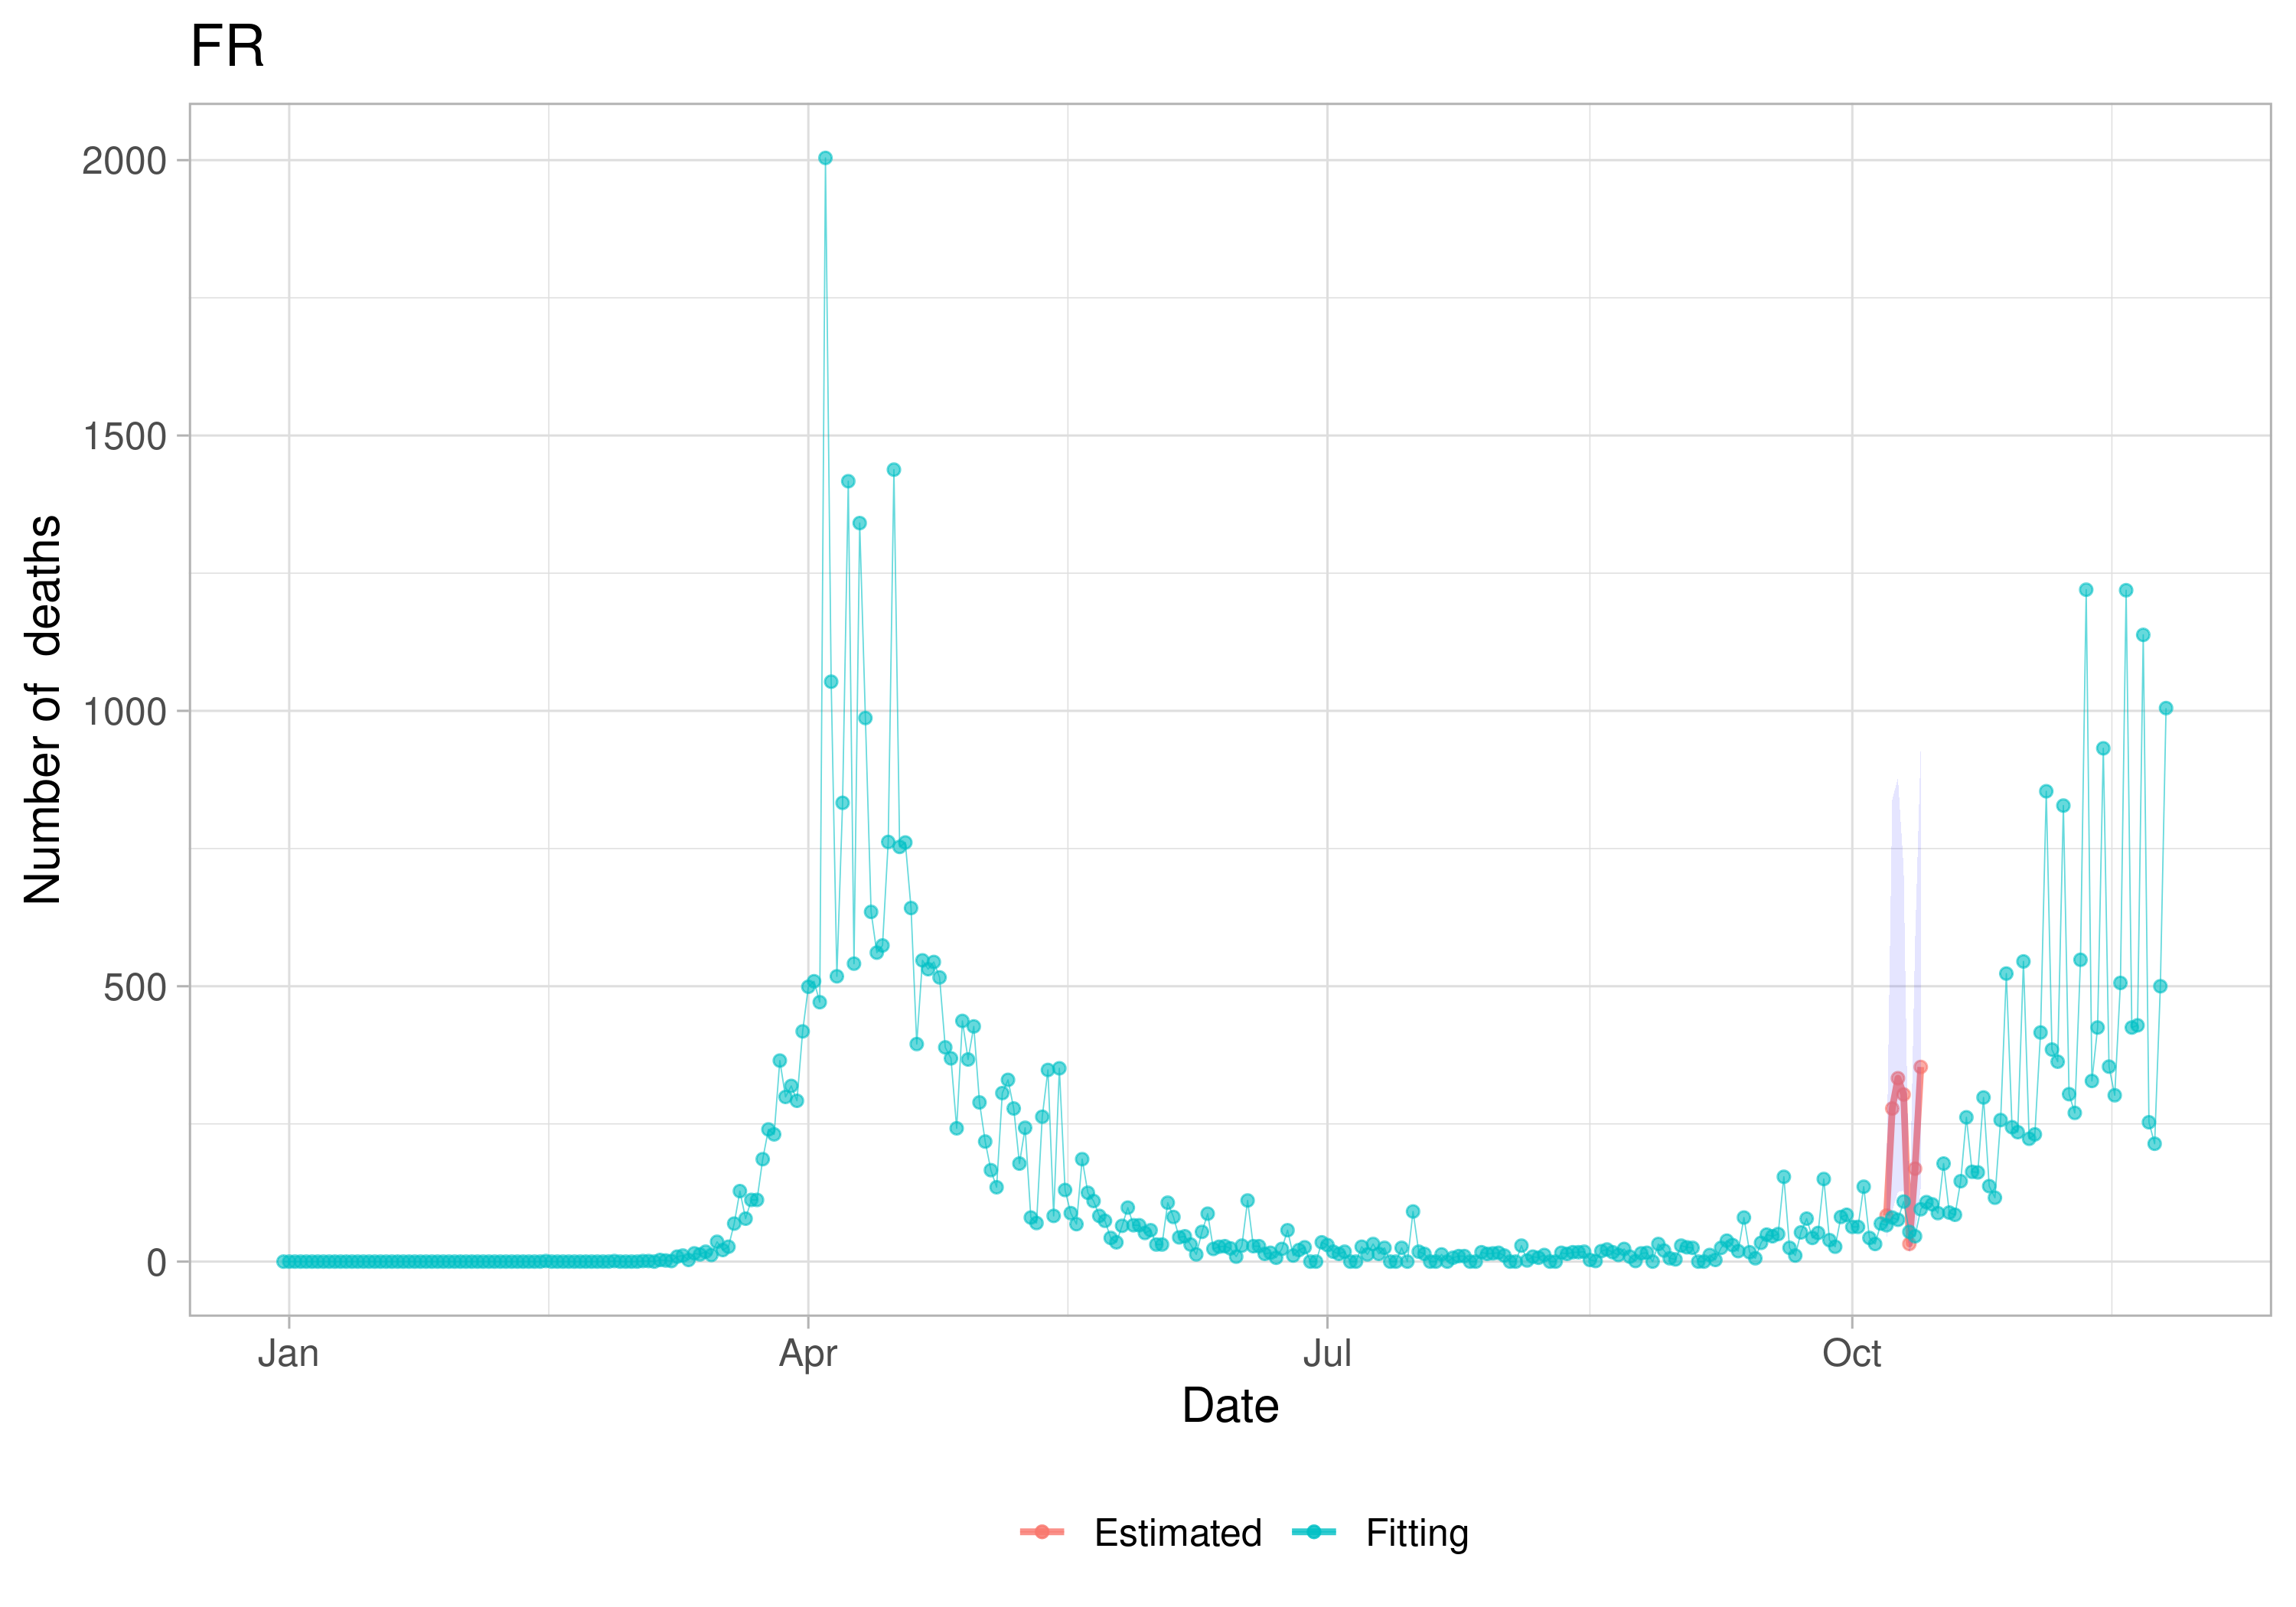 FR
2000
1500
1000
500
0
Number of deaths
Jan Apr Jul Oct
Date
Estimated Fitting